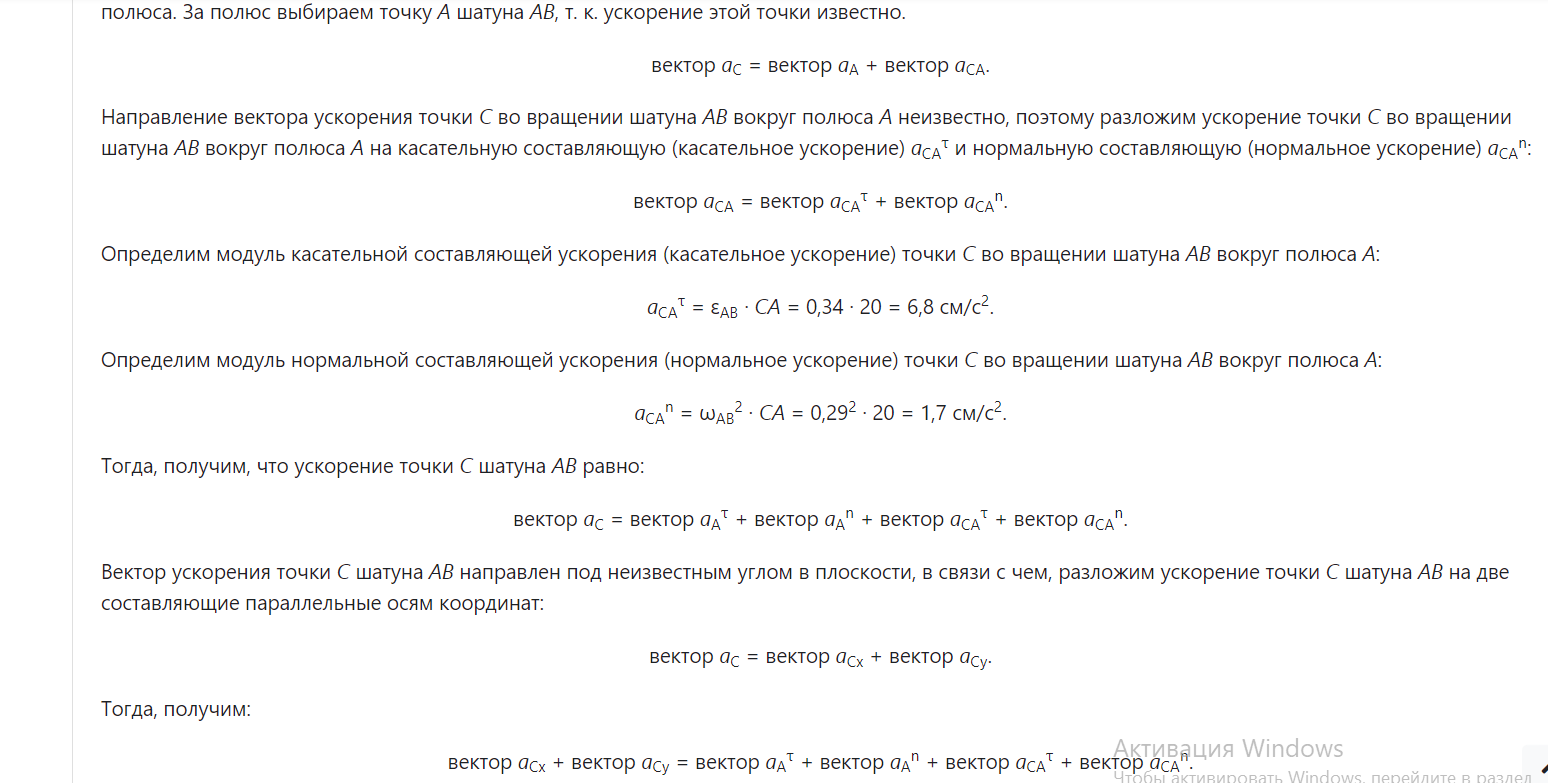 полюса. За полюс выбираем точку A шатуна AB, т. к. ускорение этой точки известно.
вектор aC = вектор aA + вектор aCA.
Направление вектора ускорения точки C во вращении шатуна AB вокруг полюса A неизвестно, поэтому разложим ускорение точки C во вращении
шатуна AB вокруг полюса A на касательную составляющую (касательное ускорение) aCAτ и нормальную составляющую (нормальное ускорение) aCAn:
вектор aCA = вектор aCAτ + вектор aCAn.
Определим модуль касательной составляющей ускорения (касательное ускорение) точки C во вращении шатуна AB вокруг полюса A:
aCAτ = εAB · CA = 0,34 · 20 = 6,8 см/с2.
Определим модуль нормальной составляющей ускорения (нормальное ускорение) точки C во вращении шатуна AB вокруг полюса A:
aCAn = ωAB2 · CA = 0,292 · 20 = 1,7 см/с2.
Тогда, получим, что ускорение точки C шатуна AB равно:
вектор aC = вектор aAτ + вектор aAn + вектор aCAτ + вектор aCAn.
Вектор ускорения точки C шатуна AB направлен под неизвестным углом в плоскости, в связи с чем, разложим ускорение точки C шатуна AB на две
составляющие параллельные осям координат:
вектор aC = вектор aCx + вектор aCy.
Тогда, получим:
Активация Windows
вектор aCx + вектор aCy = вектор aAτ + вектор aAn + вектор aCAτ + вектор aCAn.
Чтобы активировать Windows, перейдите в раздел